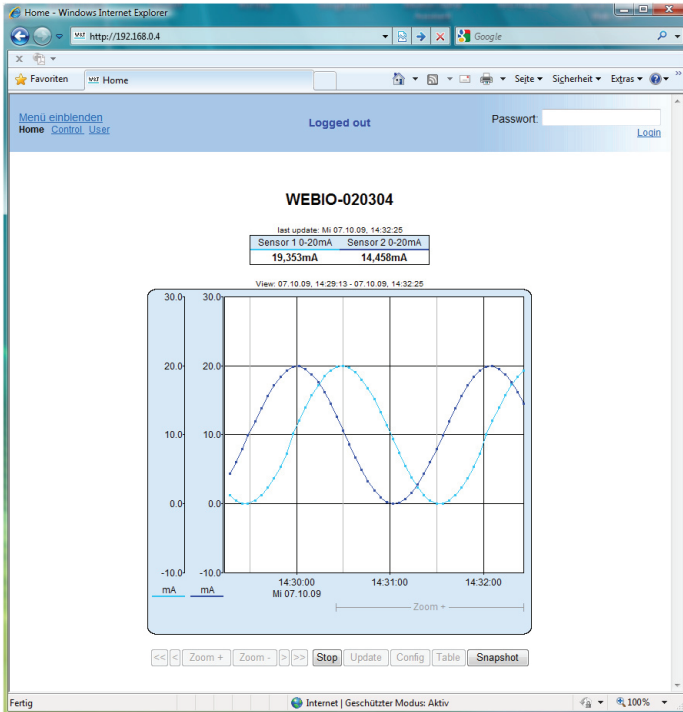 Home - Windows Internet Explorer
http://192.168.0.4
Google
X
Favoriten
Home
Seite
Sicherheit
Extras
Menü einblenden
Home Control User
Logged out
Passwort:
Login
WEBIO-020304
last update: Mi 07.10.09, 14:32:25
Sensor 1 0-20mA Sensor 2 0-20mA
19,353mA 14,458mA
View: 07.10.09, 14:29:13 - 07.10.09, 14:32:25
30.0 30.0
20.0 20.0
10.0 10.0
0.0 0.0
-10.0 -10.0
mA mA
14:30:00 14:31:00 14:32:00
Mi 07.10.09
Zoom +
<< < Zoom + Zoom - > >> Stop Update Config Table Snapshot
Fertig
Internet | Geschützter Modus: Aktiv
100%